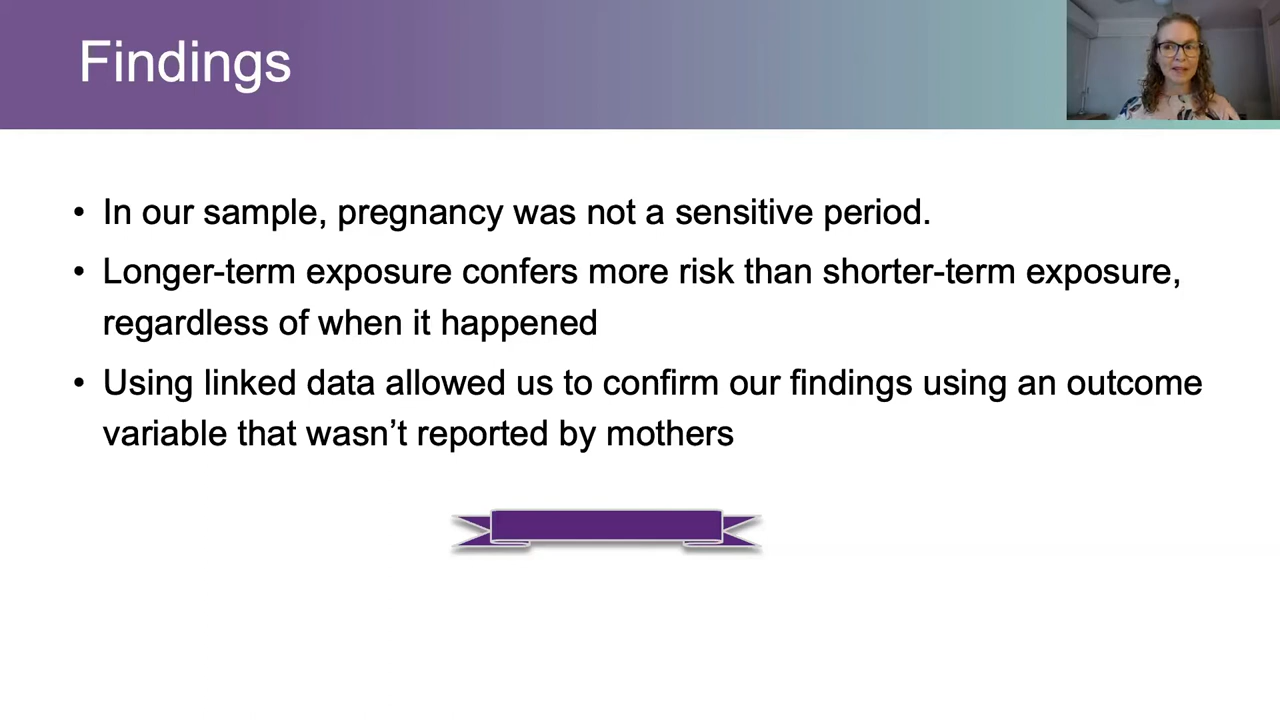 Findings
• In our sample, pregnancy was not a sensitive period.
• Longer-term exposure confers more risk than shorter-term exposure,
regardless of when it happened
• Using linked data allowed us to confirm our findings using an outcome
variable that wasn’t reported by mothers